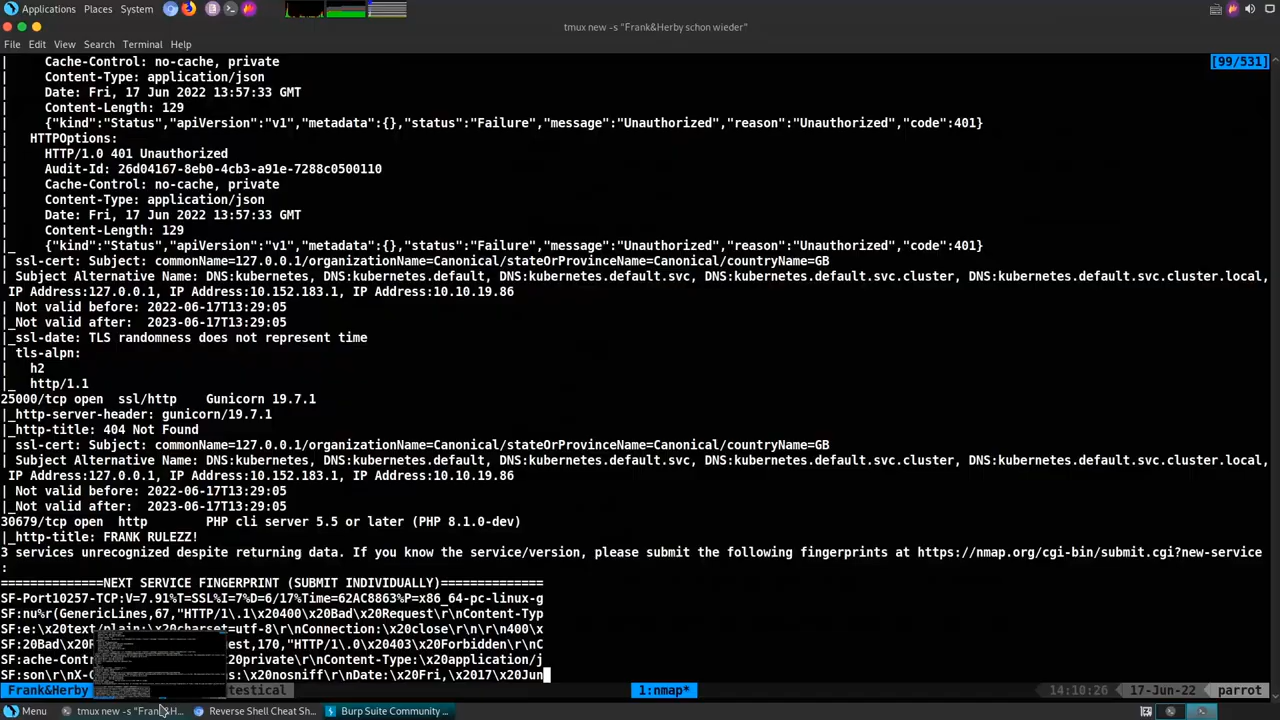 Applications Places System
tmux new -s "Frank&Herby schon wieder"
File Edit View Search Terminal Help
| Cache-Control: no-cache, private [99/531]
| Content-Type: application/json
| Date: Fri, 17 Jun 2022 13:57:33 GMT
| Content-Length: 129
| {"kind":"Status","apiVersion":"v1","metadata":{},"status":"Failure","message":"Unauthorized","reason":"Unauthorized","code":401}
| HTTPOptions:
| HTTP/1.0 401 Unauthorized
| Audit-Id: 26d04167-8eb0-4cb3-a91e-7288c0500110
| Cache-Control: no-cache, private
| Content-Type: application/json
| Date: Fri, 17 Jun 2022 13:57:33 GMT
| Content-Length: 129
|_ {"kind":"Status","apiVersion":"v1","metadata":{},"status":"Failure","message":"Unauthorized","reason":"Unauthorized","code":401}
| ssl-cert: Subject: commonName=127.0.0.1/organizationName=Canonical/stateOrProvinceName=Canonical/countryName=GB
| Subject Alternative Name: DNS:kubernetes, DNS:kubernetes.default, DNS:kubernetes.default.svc, DNS:kubernetes.default.svc.cluster, DNS:kubernetes.default.svc.cluster.local,
IP Address:127.0.0.1, IP Address:10.152.183.1, IP Address:10.10.19.86
| Not valid before: 2022-06-17T13:29:05
|_Not valid after: 2023-06-17T13:29:05
|_ssl-date: TLS randomness does not represent time
| tls-alpn:
| h2
|_ http/1.1
25000/tcp open ssl/http Gunicorn 19.7.1
|_http-server-header: gunicorn/19.7.1
|_http-title: 404 Not Found
| ssl-cert: Subject: commonName=127.0.0.1/organizationName=Canonical/stateOrProvinceName=Canonical/countryName=GB
| Subject Alternative Name: DNS:kubernetes, DNS:kubernetes.default, DNS:kubernetes.default.svc, DNS:kubernetes.default.svc.cluster, DNS:kubernetes.default.svc.cluster.local,
IP Address:127.0.0.1, IP Address:10.152.183.1, IP Address:10.10.19.86
| Not valid before: 2022-06-17T13:29:05
|_Not valid after: 2023-06-17T13:29:05
30679/tcp open http PHP cli server 5.5 or later (PHP 8.1.0-dev)
|_http-title: FRANK RULEZZ!
3 services unrecognized despite returning data. If you know the service/version, please submit the following fingerprints at https://nmap.org/cgi-bin/submit.cgi?new-service
:
==============NEXT SERVICE FINGERPRINT (SUBMIT INDIVIDUALLY)==============
SF-Port10257-TCP:V=7.91%T=SSL%I=7%D=6/17%Time=62AC8863%P=x86_64-pc-linux-g
SF:nu%r(GenericLines,67,"HTTP/1\.1\x20400\x20Bad\x20Request\r\nContent-Typ
SF:e:\x20text/plain;\x20charset=utf-8\r\nConnection:\x20close\r\n\r\n400\x
SF:20Bad\x20R est,170,"HTTP/1\.0\x20403\x20Forbidden\r\nC
SF:ache-Contr 20private\r\nContent-Type:\x20application/j
SF:son\r\nX-C s:\x20nosniff\r\nDate:\x20Fri,\x2017\x20Jun
Frank&Herby testical 1:nmap* 14:10:26 17-Jun-22 parrot
Menu tmux new -s "Frank&H... Reverse Shell Cheat Sh... Burp Suite Community ...